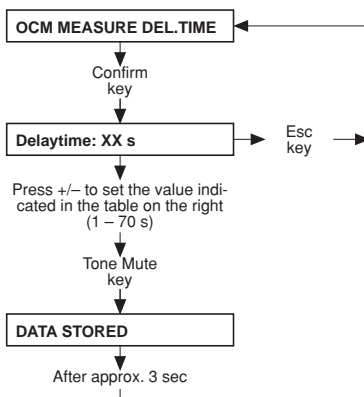 OCM MEASURE DEL.TIME
Confirm
key
Delaytime: XX s
Esc
key
Press +/– to set the value indi-
cated in the table on the right
(1 – 70 s)
Tone Mute
key
DATA STORED
After approx. 3 sec